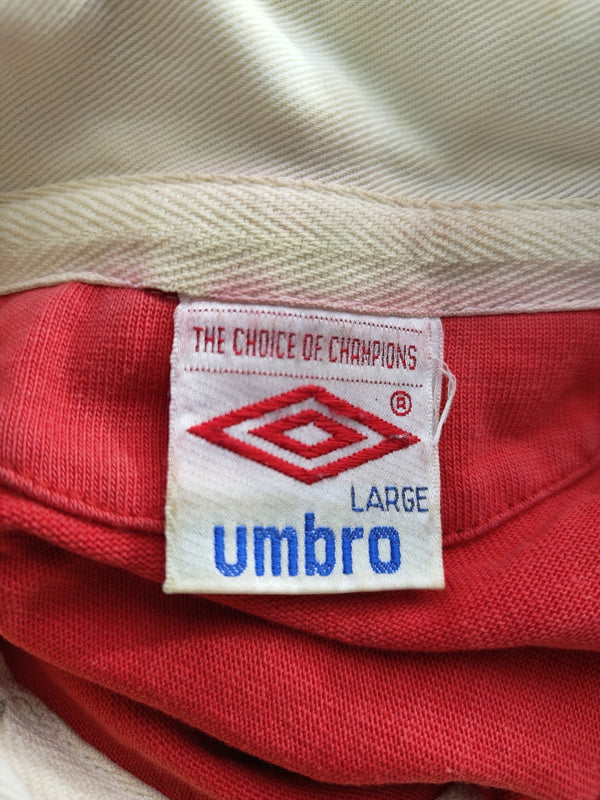 THE CHOICE OF CHAMPIONS
®
LARGE
umbro